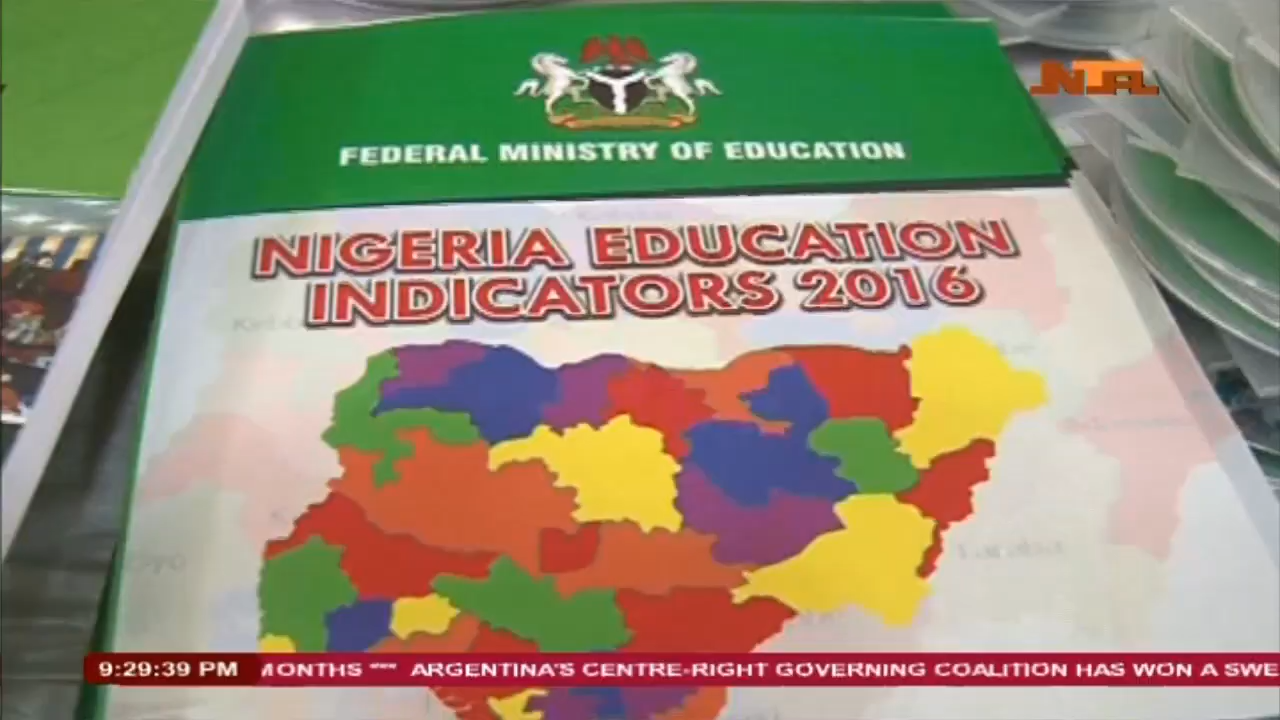 NTA
FEDERAL MINISTRY OF EDUCATION
NIGERIA EDUCATION
INDICATORS 2016
9:29:39 PM MONTHS *** ARGENTINA'S CENTRE-RIGHT GOVERNING COALITION HAS WON A SWE